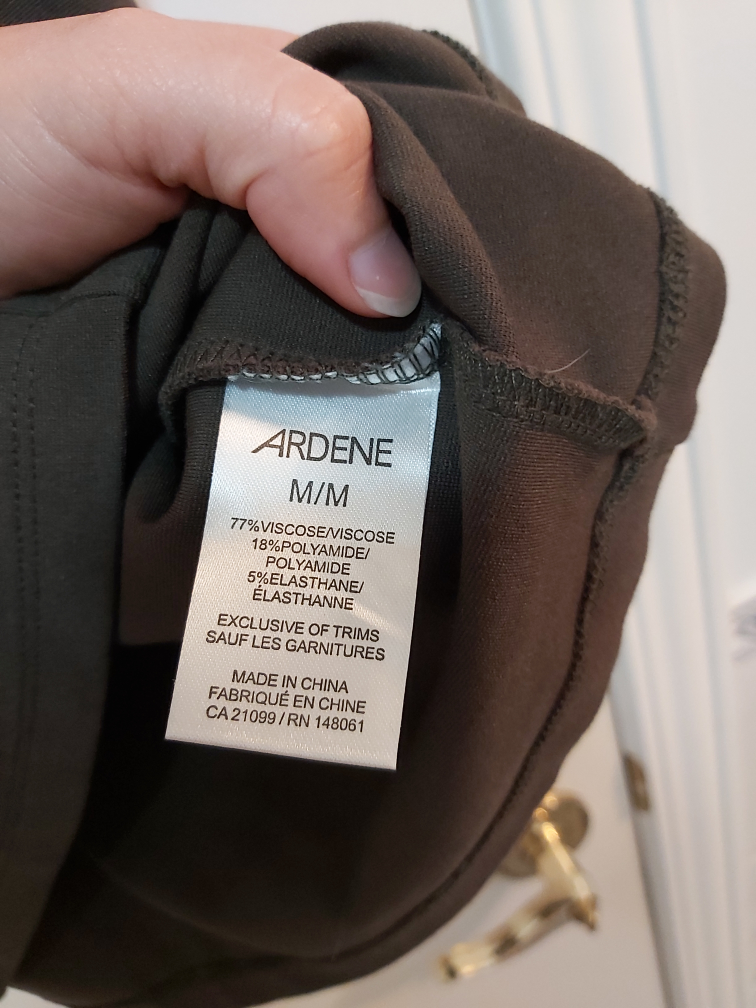 ARDENE
M/M
77%VISCOSE/VISCOSE
18%POLYAMIDE/
POLYAMIDE
5%ELASTHANE/
ÉLASTHANNE
EXCLUSIVE OF TRIMS
SAUF LES GARNITURES
MADE IN CHINA
FABRIQUÉ EN CHINE
CA 21099 / RN 148061